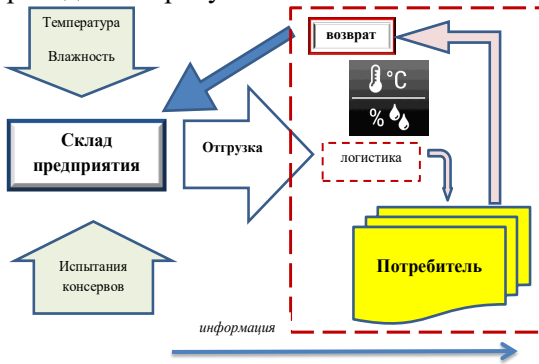 Температура
Влажность
возврат
°C
%
Склад
предприятия
Отгрузка
логистика
Испытания
консервов
Потребитель
информация